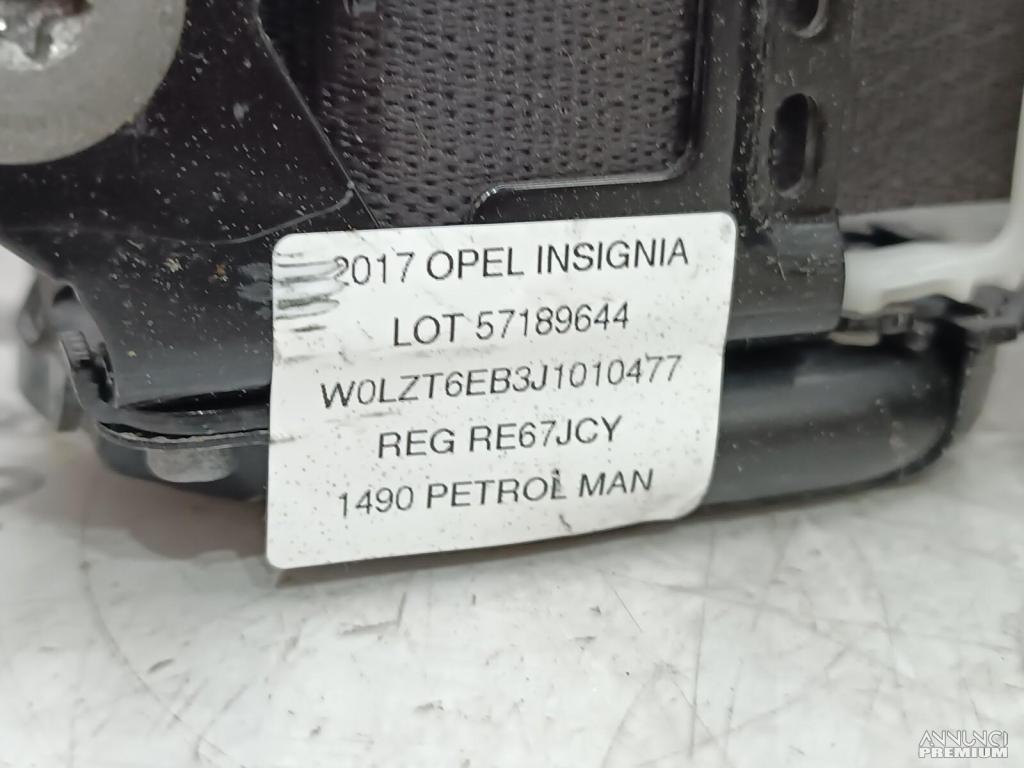 2017 OPEL INSIGNIA
LOT 57189644
W0LZT6EB3J1010477
REG RE67JCY
1490 PETROL MAN
ANNUNCI
PREMIUM